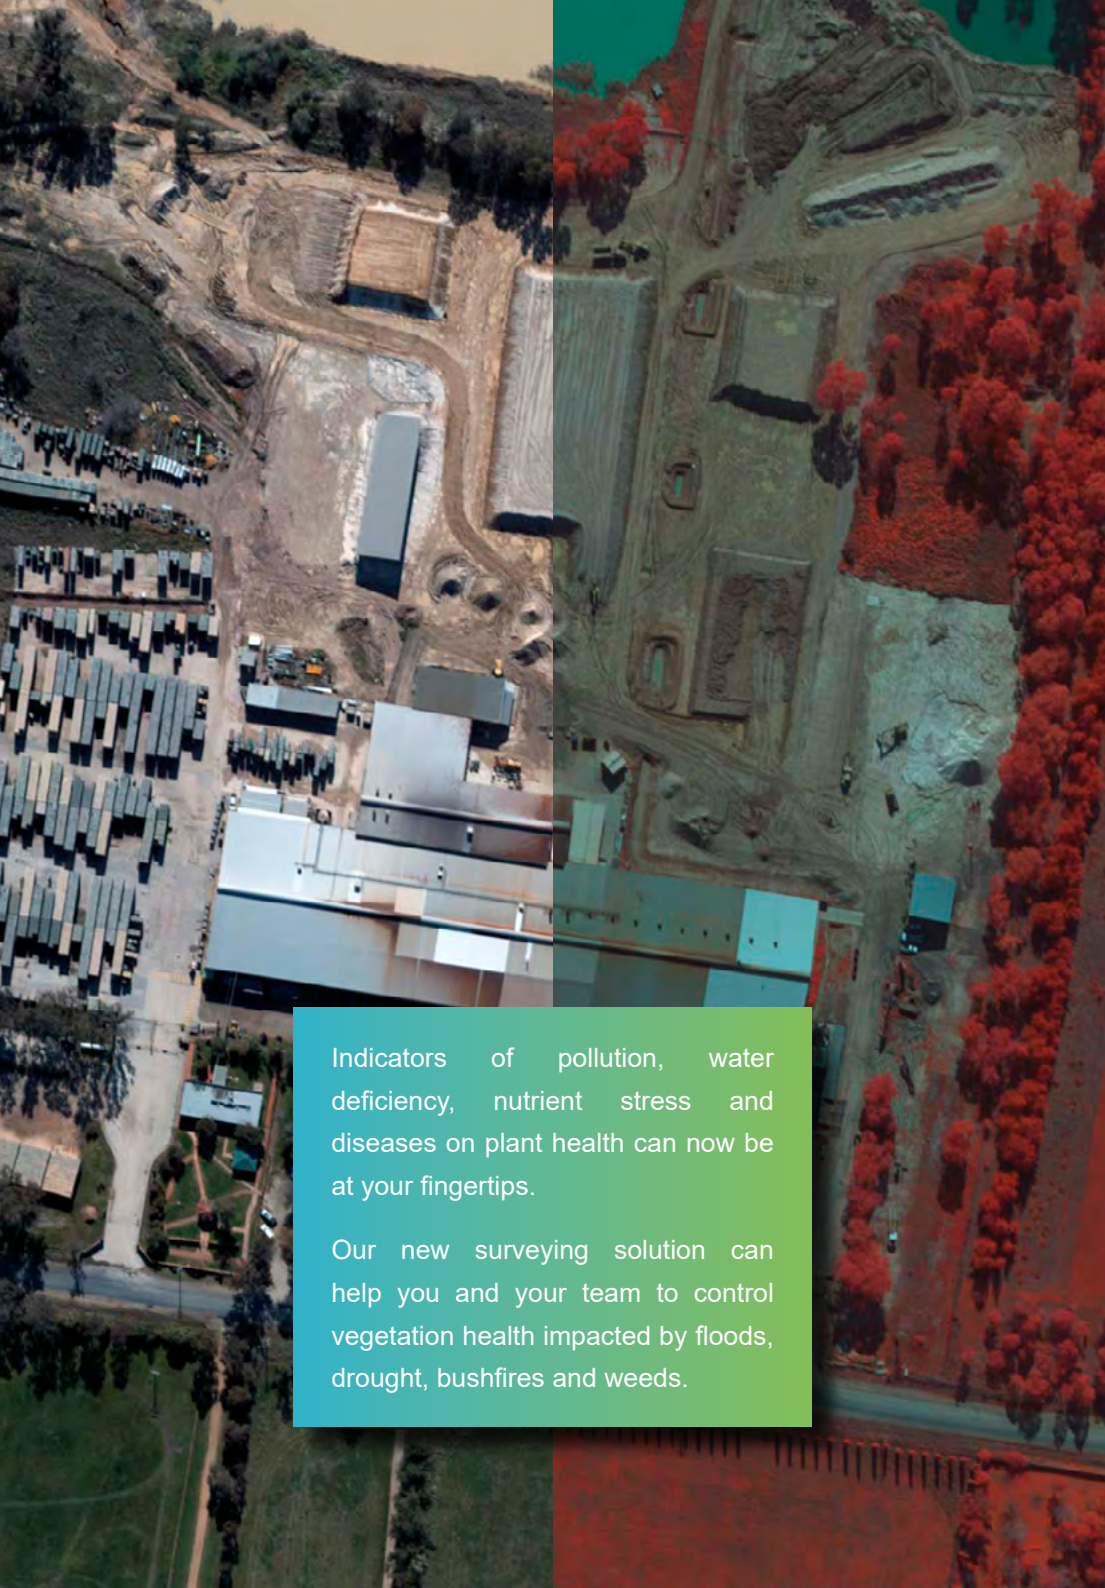 Indicators of pollution, water
deficiency, nutrient stress and
diseases on plant health can now be
at your fingertips.
Our new surveying solution can
help you and your team to control
vegetation health impacted by floods,
drought, bushfires and weeds.